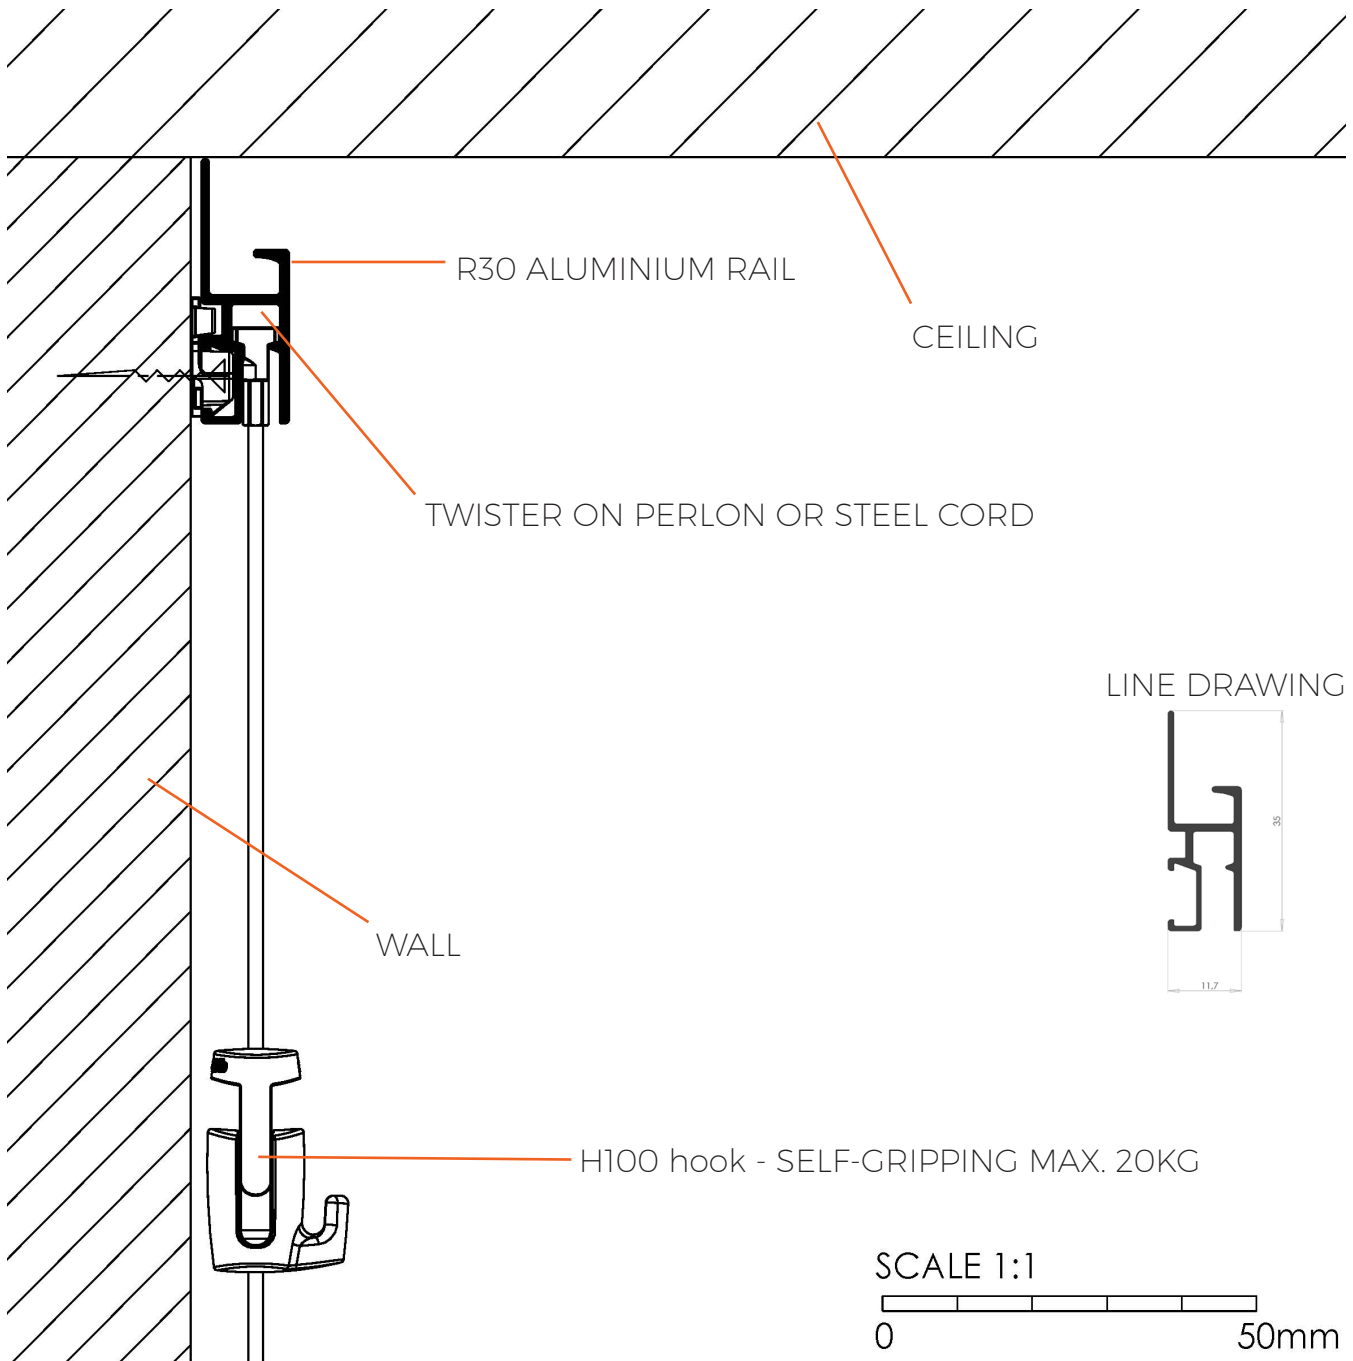 R30 ALUMINIUM RAIL
CEILING
TWISTER ON PERLON OR STEEL CORD
LINE DRAWING
35
WALL
11,7
H100 hook - SELF-GRIPPING MAX. 20KG
SCALE 1:1
0 50mm